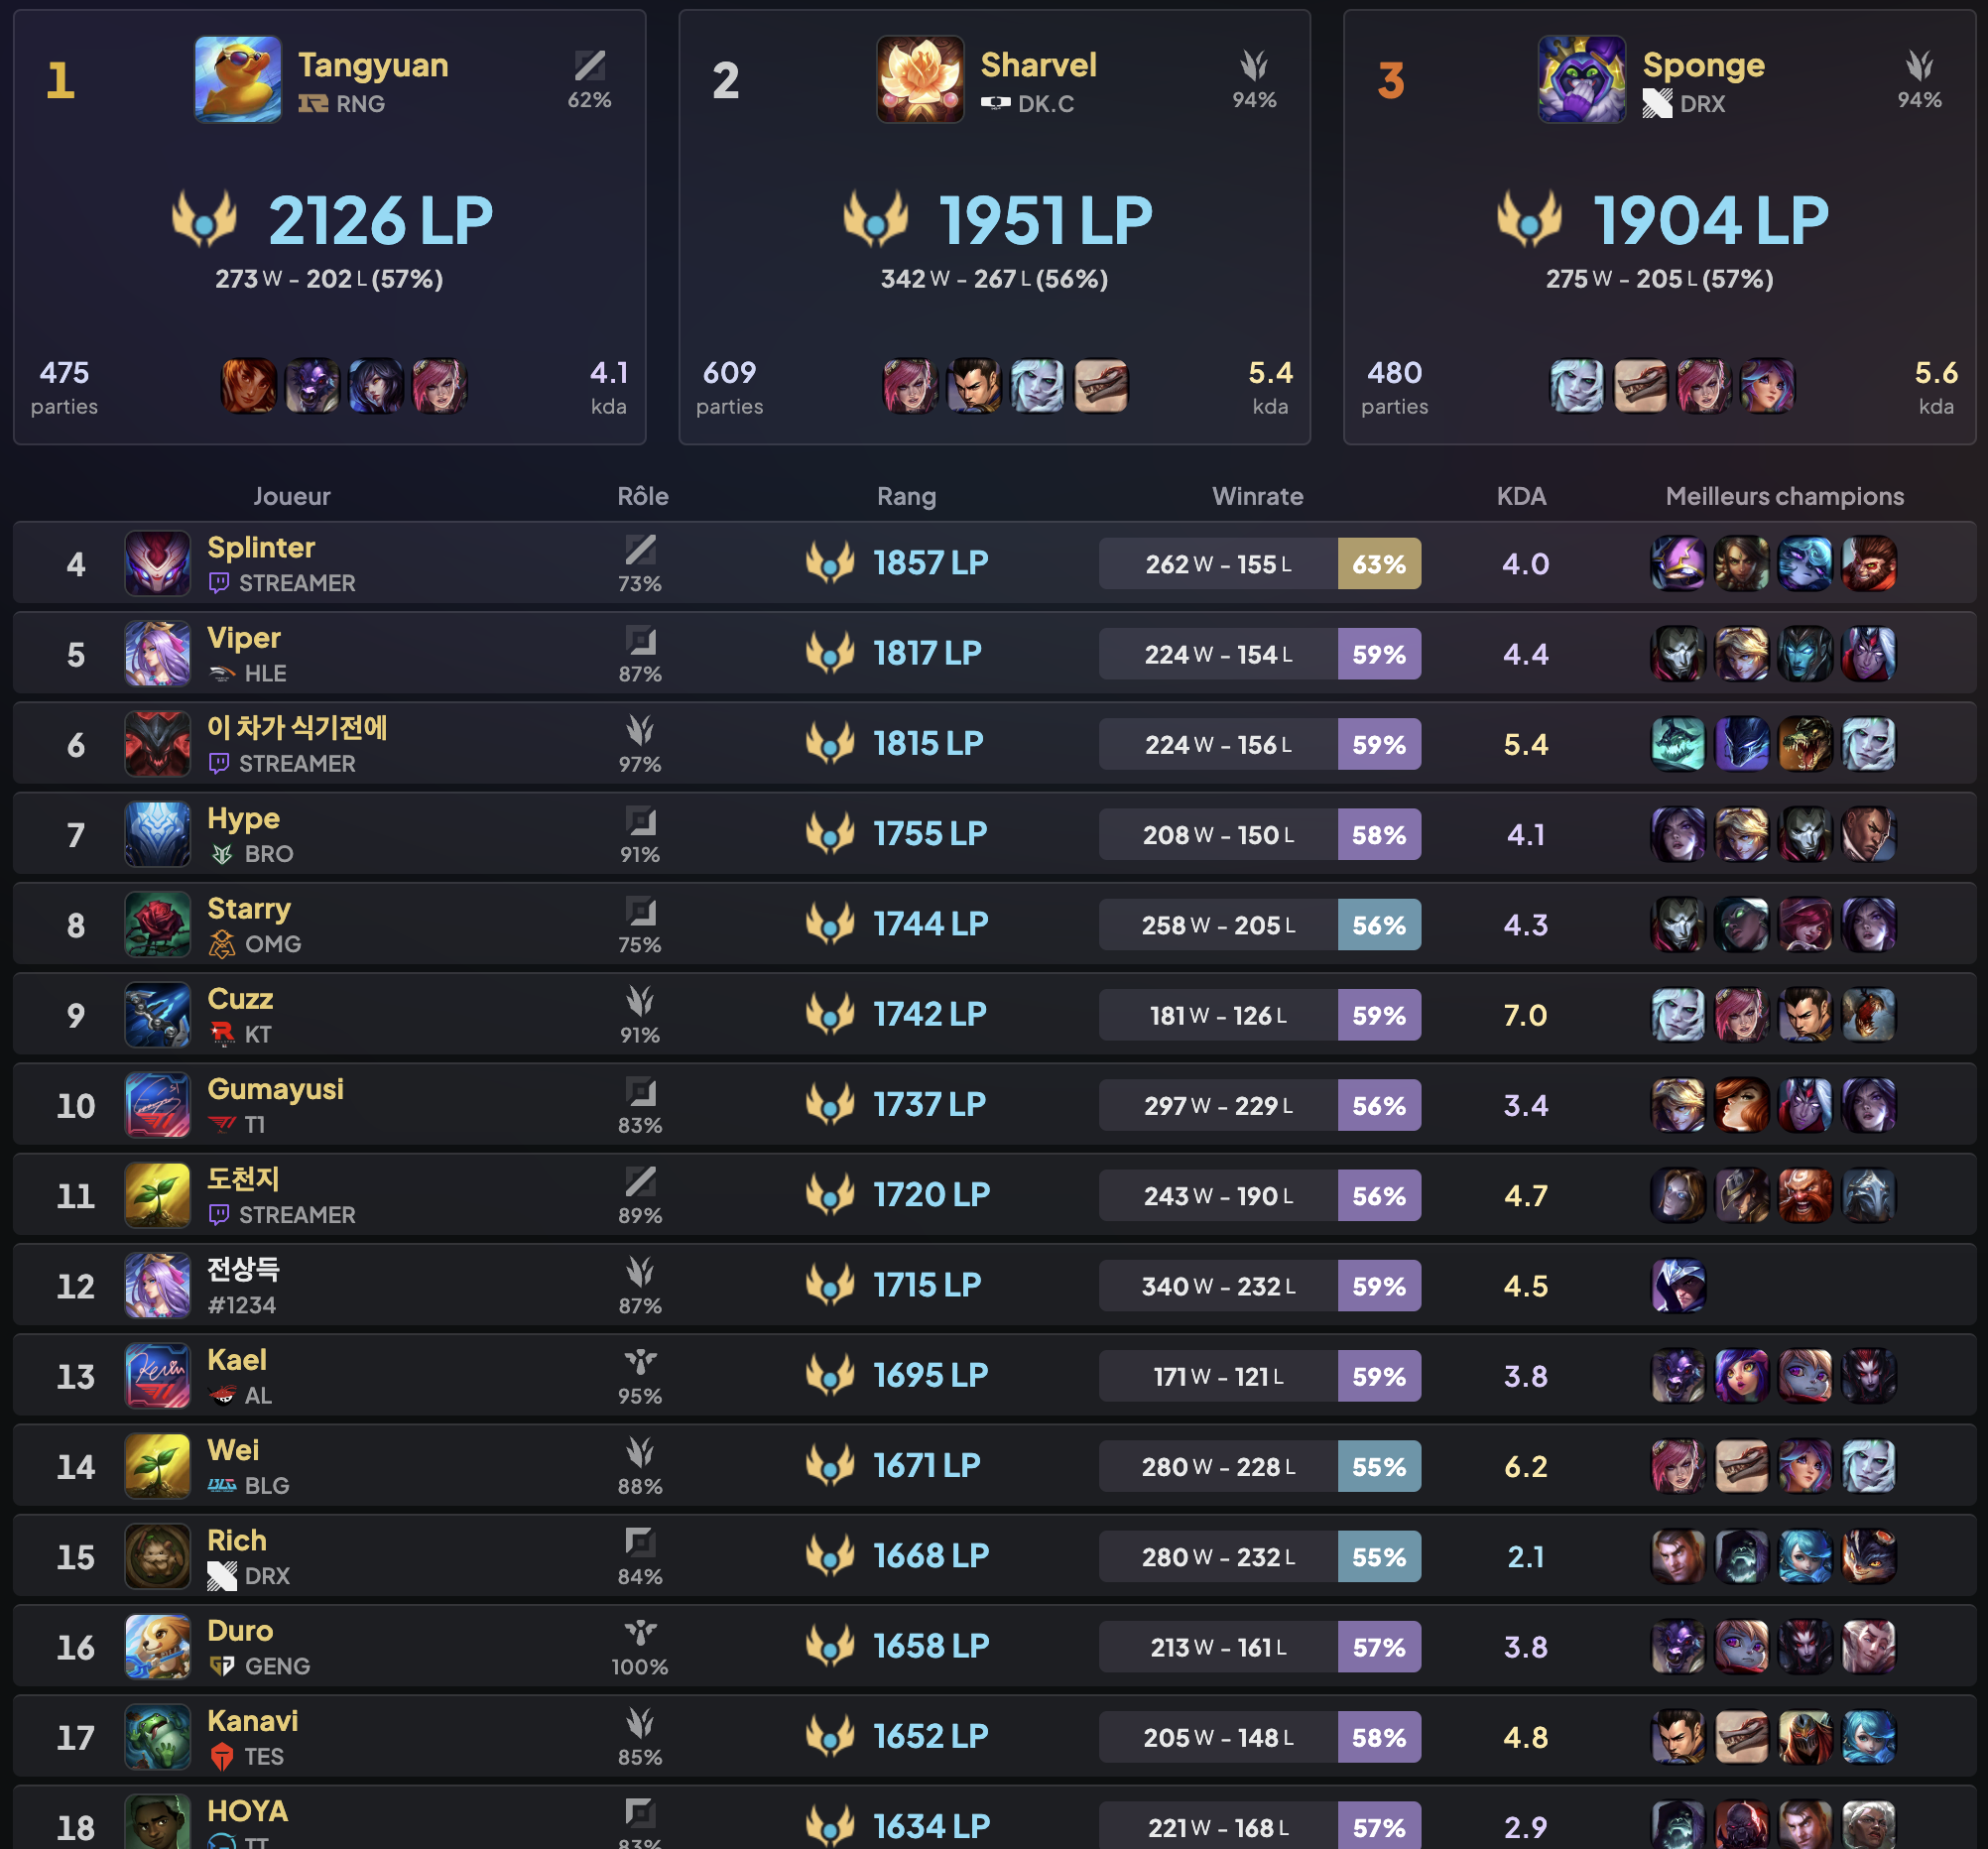 1
Tangyuan
RNG
62%
2126 LP
273 W - 202 L (57%)
475
parties
4.1
kda
2
Sharvel
DK.C
94%
1951 LP
342 W - 267 L (56%)
609
parties
5.4
kda
3
Sponge
DRX
94%
1904 LP
275 W - 205 L (57%)
480
parties
5.6
kda
Joueur Rôle Rang Winrate KDA Meilleurs champions
4 Splinter 1857 LP 262 W - 155 L 63% 4.0
STREAMER 73%
5 Viper 1817 LP 224 W - 154 L 59% 4.4
HLE 87%
6 이 차가 식기전에 1815 LP 224 W - 156 L 59% 5.4
STREAMER 97%
7 Hype 1755 LP 208 W - 150 L 58% 4.1
BRO 91%
8 Starry 1744 LP 258 W - 205 L 56% 4.3
OMG 75%
9 Cuzz 1742 LP 181 W - 126 L 59% 7.0
KT 91%
10 Gumayusi 1737 LP 297 W - 229 L 56% 3.4
T1 83%
11 도천지 1720 LP 243 W - 190 L 56% 4.7
STREAMER 89%
12 전상득 1715 LP 340 W - 232 L 59% 4.5
#1234 87%
13 Kael 1695 LP 171 W - 121 L 59% 3.8
AL 95%
14 Wei 1671 LP 280 W - 228 L 55% 6.2
BLG 88%
15 Rich 1668 LP 280 W - 232 L 55% 2.1
DRX 84%
16 Duro 1658 LP 213 W - 161 L 57% 3.8
GENG 100%
17 Kanavi 1652 LP 205 W - 148 L 58% 4.8
TES 85%
18 HOYA 1634 LP 221 W - 168 L 57% 2.9
TT 83%